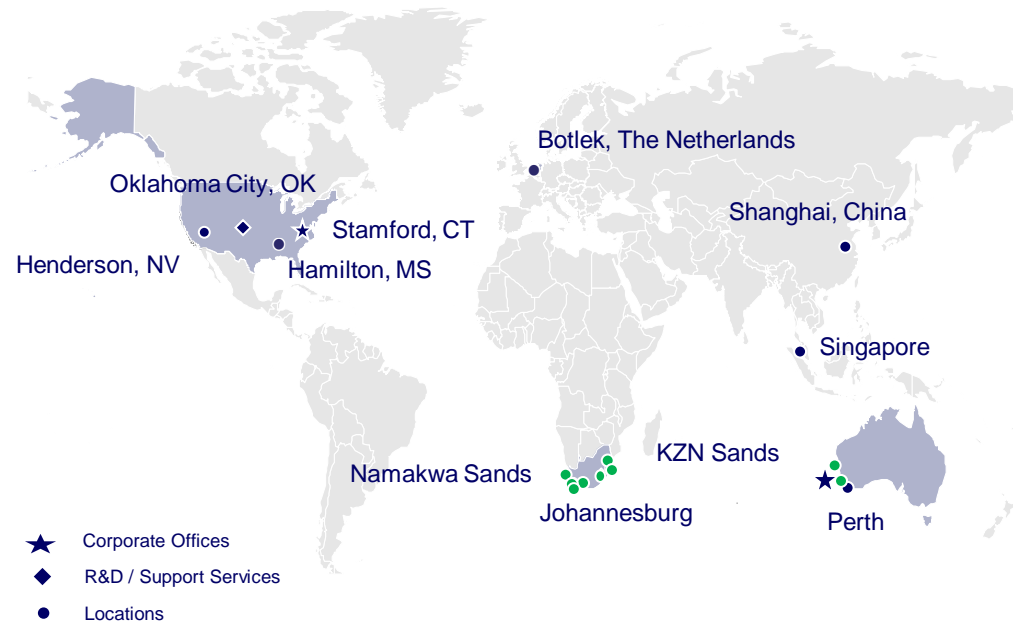 Botlek, The Netherlands
Oklahoma City, OK
Shanghai, China
Stamford, CT
Henderson, NV
Hamilton, MS
Singapore
KZN Sands
Namakwa Sands
Johannesburg
Perth
Corporate Offices
R&D / Support Services
Locations